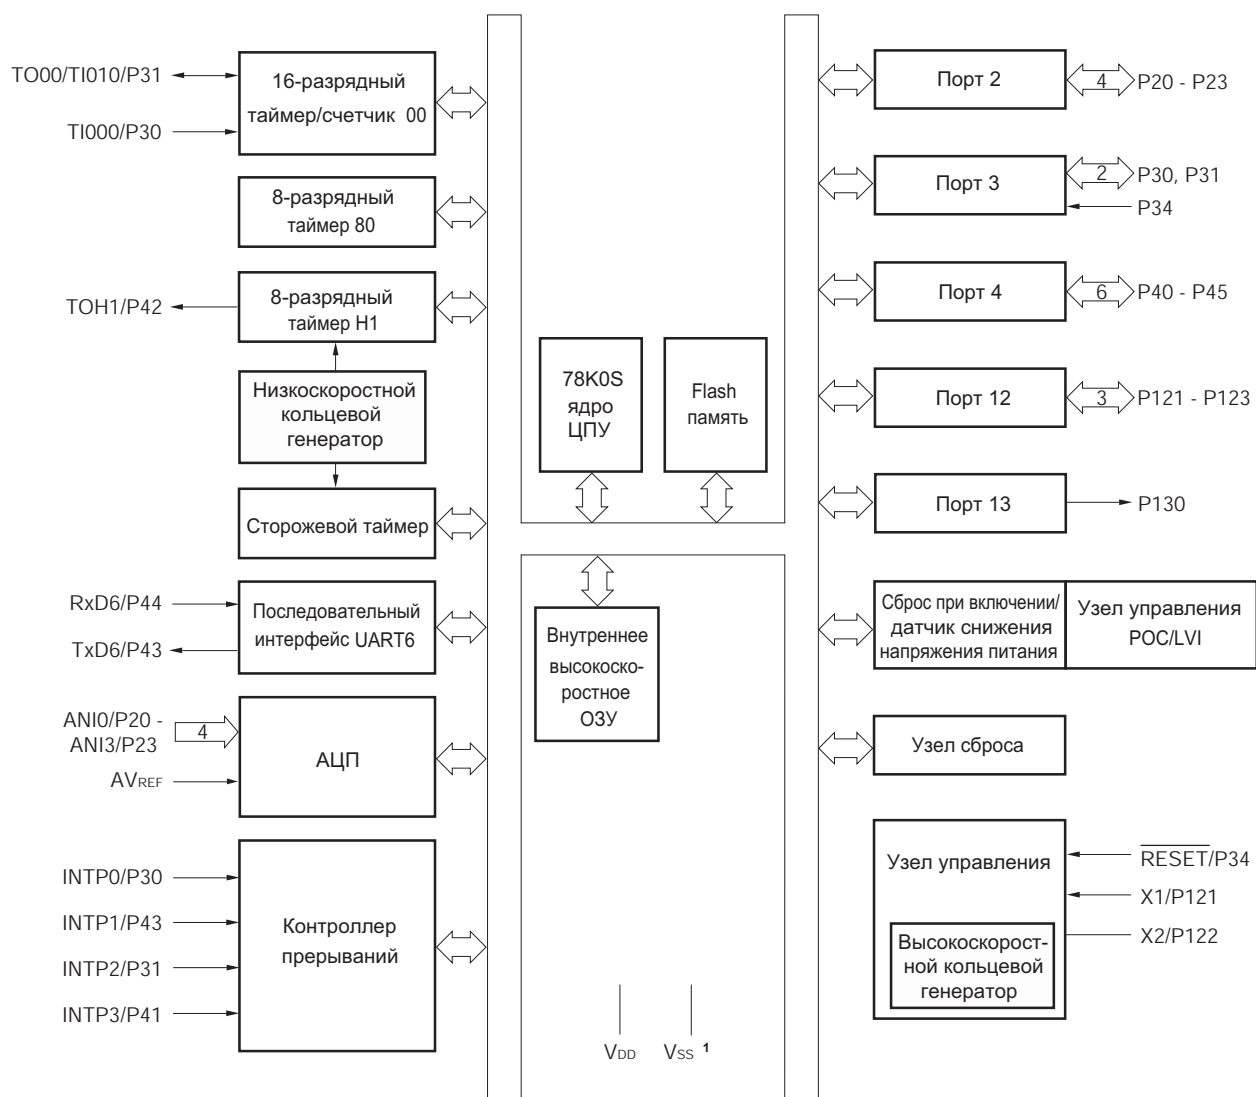 TO00/TI010/P31
TI000/P30
16-разрядный
таймер/счетчик 00
8-разрядный
таймер 80
TOH1/P42
8-разрядный
таймер H1
Низкоскоростной
кольцевой
генератор
Сторожевой таймер
RxD6/P44
TxD6/P43
Последовательный
интерфейс UART6
ANI0/P20 -
ANI3/P23
4
AVREF
АЦП
INTP0/P30
INTP1/P43
INTP2/P31
INTP3/P41
Контроллер
прерываний
78K0S
ядро
ЦПУ
Flash
память
Внутреннее
высокоско-
ростное
ОЗУ
VDD
VSS 1
Порт 2
4
P20 - P23
Порт 3
2
P30, P31
P34
Порт 4
6
P40 - P45
Порт 12
3
P121 - P123
Порт 13
P130
Сброс при включении/
датчик снижения
напряжения питания
Узел управления
POC/LVI
Узел сброса
Узел управления
Высокоскорост-
ной кольцевой
генератор
RESET/P34
X1/P121
X2/P122